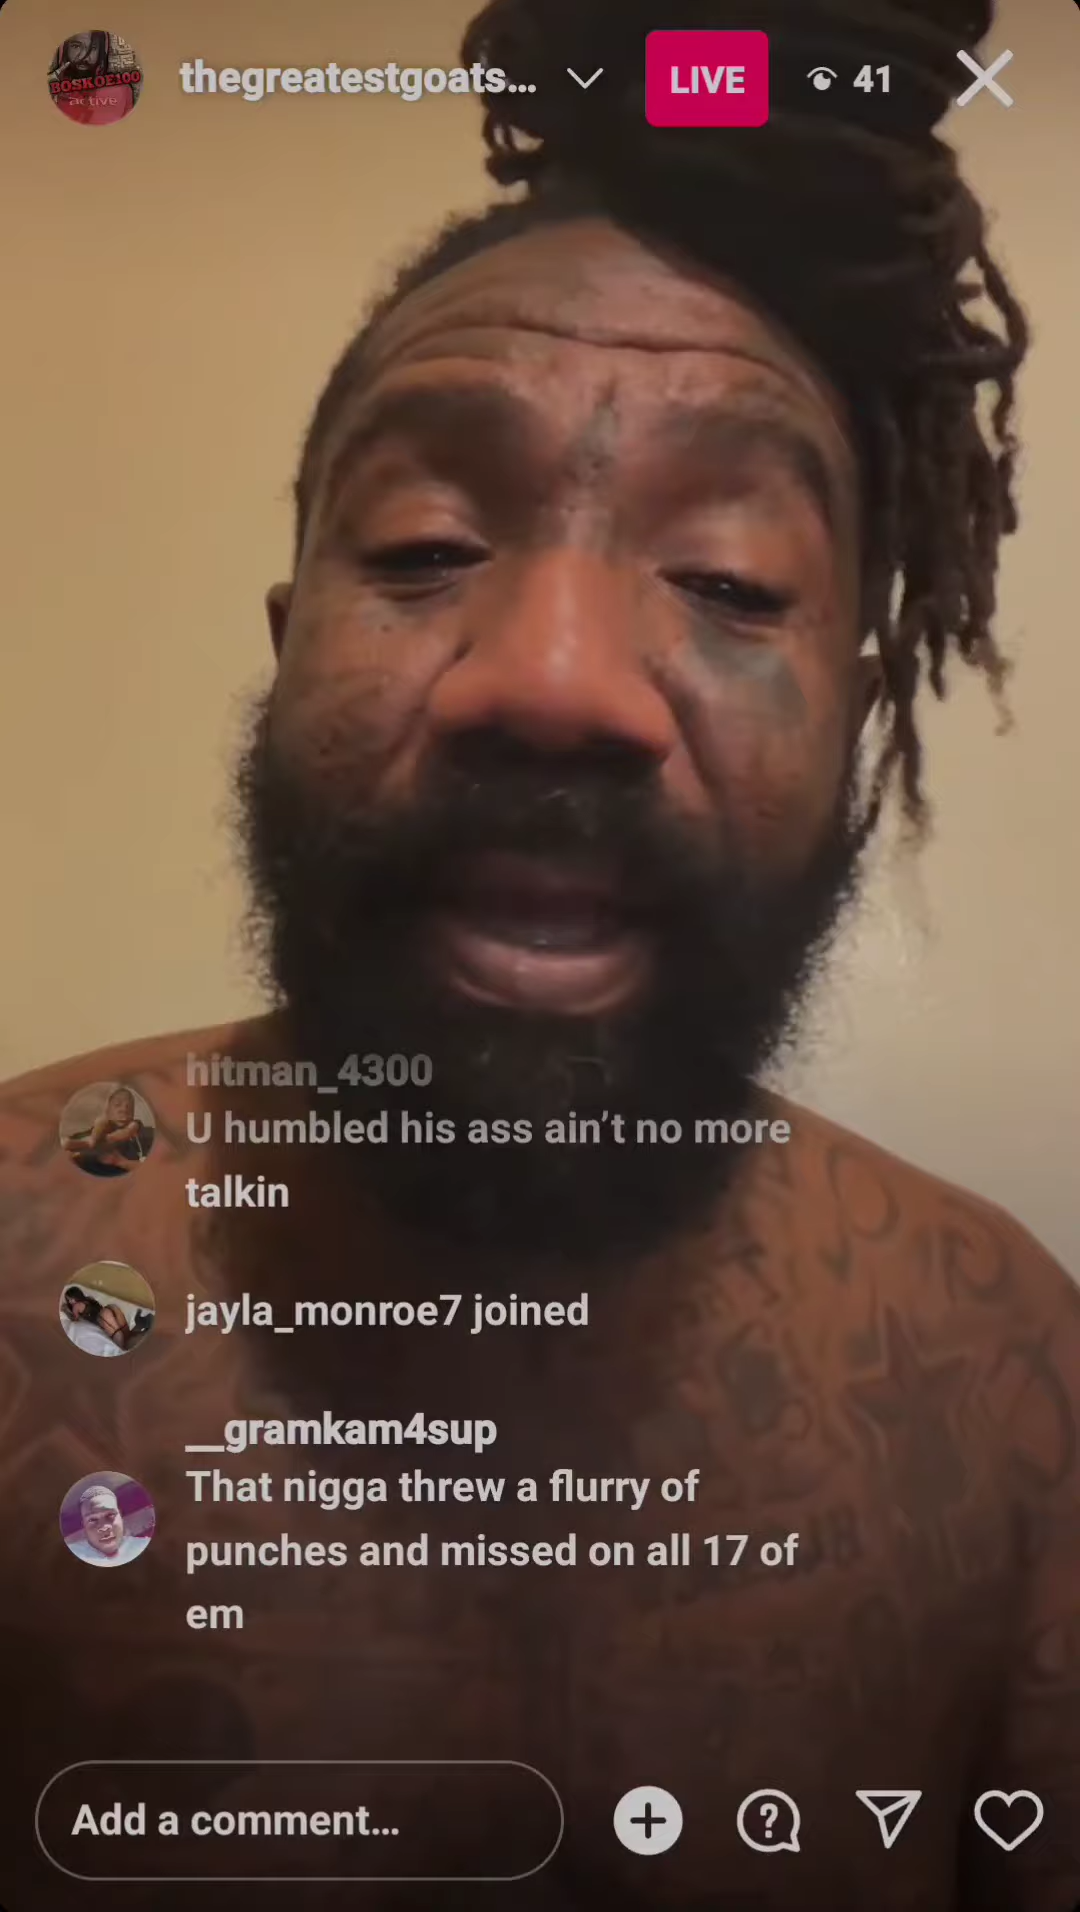 BOSKOE100
active
thegreatestgoats...
LIVE
41
hitman_4300
U humbled his ass ain’t no more
talkin
jayla_monroe7 joined
__gramkam4sup
That nigga threw a flurry of
punches and missed on all 17 of
em
Add a comment...